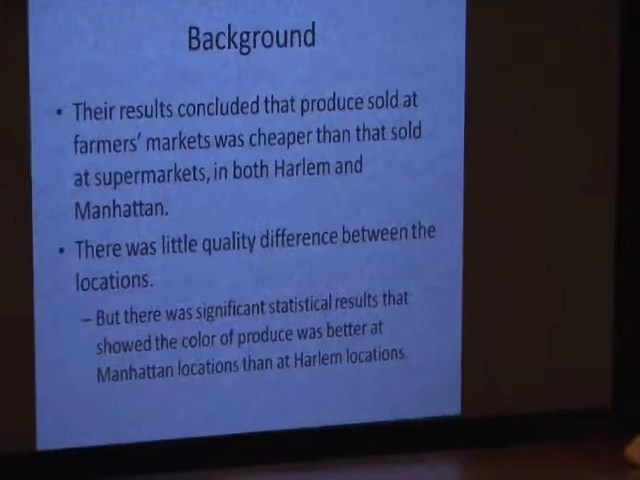 Background
• Their results concluded that produce sold at
farmers' markets was cheaper than that sold
at supermarkets, in both Harlem and
Manhattan.
• There was little quality difference between the
locations.
– But there was significant statistical results that
showed the color of produce was better at
Manhattan locations than at Harlem locations.